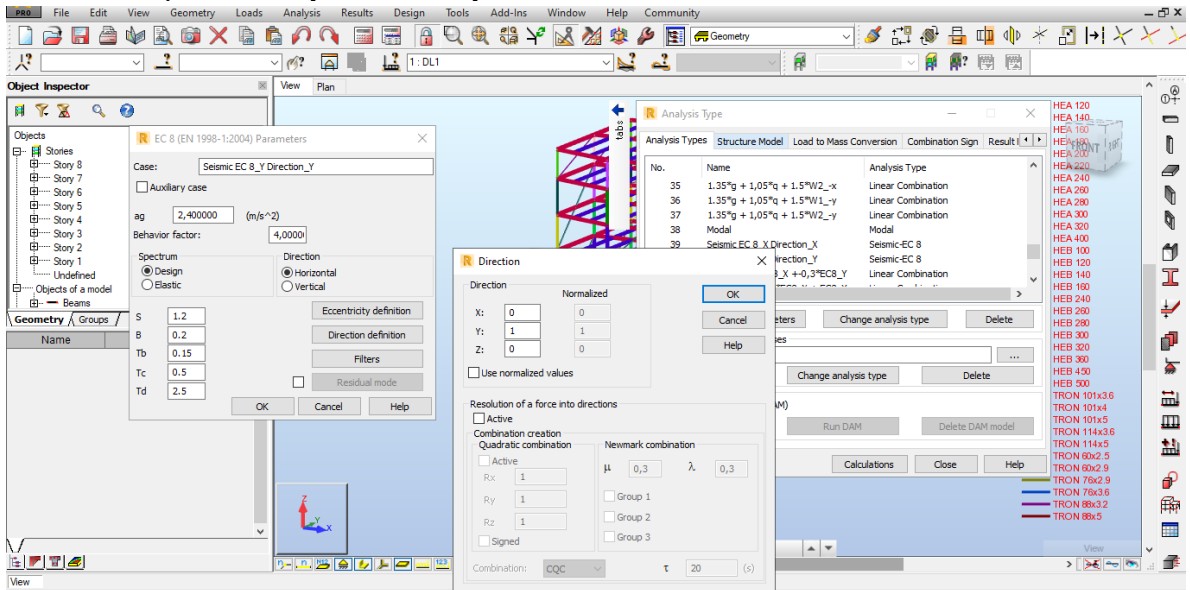 PRO File Edit View Geometry Loads Analysis Results Design Tools Add-Ins Window Help Community
Geometry
1 : DL1
Object Inspector
View Plan
Objects
Stories
Story 8
Story 7
Story 6
Story 5
Story 4
Story 3
Story 2
Story 1
Undefined
Objects of a model
Beams
Geometry Groups
Name
EC 8 (EN 1998-1:2004) Parameters
Case: Seismic EC 8_Y Direction_Y
Auxiliary case
ag 2,400000 (m/s^2)
Behavior factor: 4,0000
Spectrum
Design
Elastic
Direction
Horizontal
Vertical
S 1.2
B 0.2
Tb 0.15
Tc 0.5
Td 2.5
Eccentricity definition
Direction definition
Filters
Residual mode
OK Cancel Help
tabs
Direction
Direction
Normalized
X: 0 0
Y: 1 1
Z: 0 0
Use normalized values
OK
Cancel
Help
Resolution of a force into directions
Active
Combination creation
Quadratic combination
Active
Rx 1
Ry 1
Rz 1
Signed
Newmark combination
μ 0,3 λ 0,3
Group 1
Group 2
Group 3
Combination: CQC τ 20 (s)
Analysis Type
Analysis Types Structure Model Load to Mass Conversion Combination Sign Result
No. Name Analysis Type
35 1.35*g + 1,05*q + 1.5*W2_-x Linear Combination
36 1.35*g + 1,05*q + 1.5*W1_-y Linear Combination
37 1.35*g + 1,05*q + 1.5*W2_-y Linear Combination
38 Modal Modal
39 Seismic EC 8_X Direction_X Seismic-EC 8
irection_Y Seismic-EC 8
_X +-0,3*EC8_Y Linear Combination
eters Change analysis type Delete
ses
...
Change analysis type Delete
AM)
Run DAM Delete DAM model
Calculations Close Help
HEA 120
HEA 140
HEA 160
HEA 200
HEA 220
HEA 240
HEA 260
HEA 280
HEA 300
HEA 320
HEA 400
HEB 100
HEB 120
HEB 140
HEB 160
HEB 240
HEB 260
HEB 280
HEB 300
HEB 320
HEB 360
HEB 450
HEB 500
TRON 101x3.6
TRON 101x4
TRON 101x5
TRON 114x3.6
TRON 114x5
TRON 60x2.5
TRON 60x2.9
TRON 76x2.9
TRON 76x3.6
TRON 88x3.2
TRON 88x5
FRONT
Z
Y
X
View
123
View